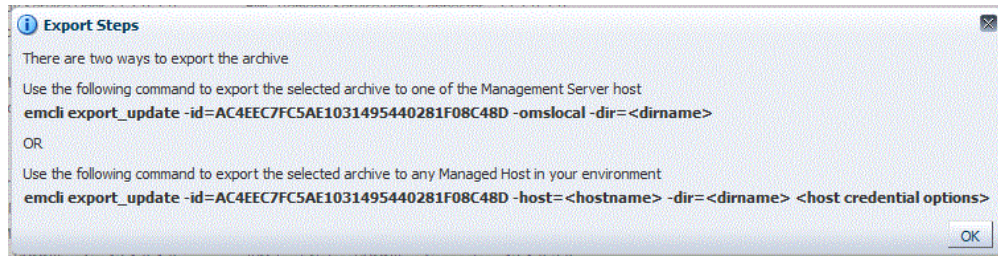 Export Steps
There are two ways to export the archive
Use the following command to export the selected archive to one of the Management Server host
emcli export_update -id=AC4EEC7FC5AE1031495440281F08C48D -omslocal -dir=<dirname>
OR
Use the following command to export the selected archive to any Managed Host in your environment
emcli export_update -id=AC4EEC7FC5AE1031495440281F08C48D -host=<hostname> -dir=<dirname> <host credential options>
OK